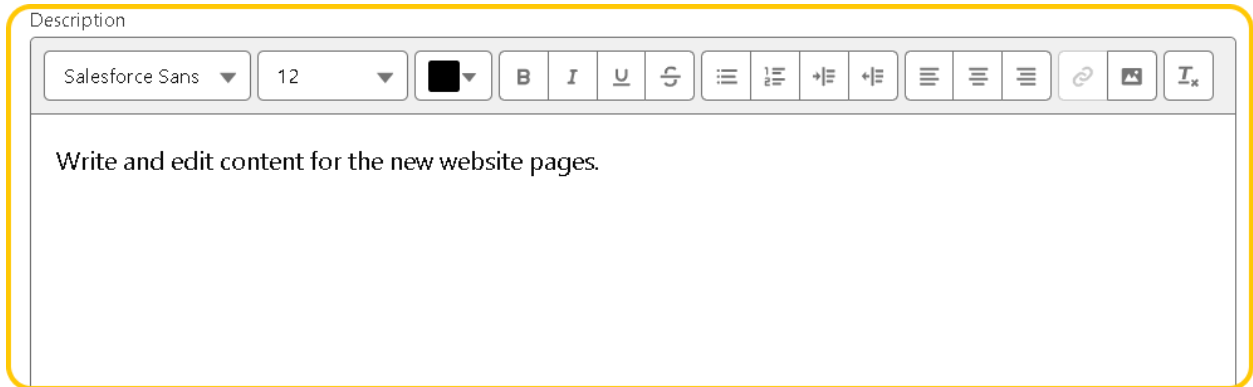 Description
Salesforce Sans 12 B I U S
Write and edit content for the new website pages.